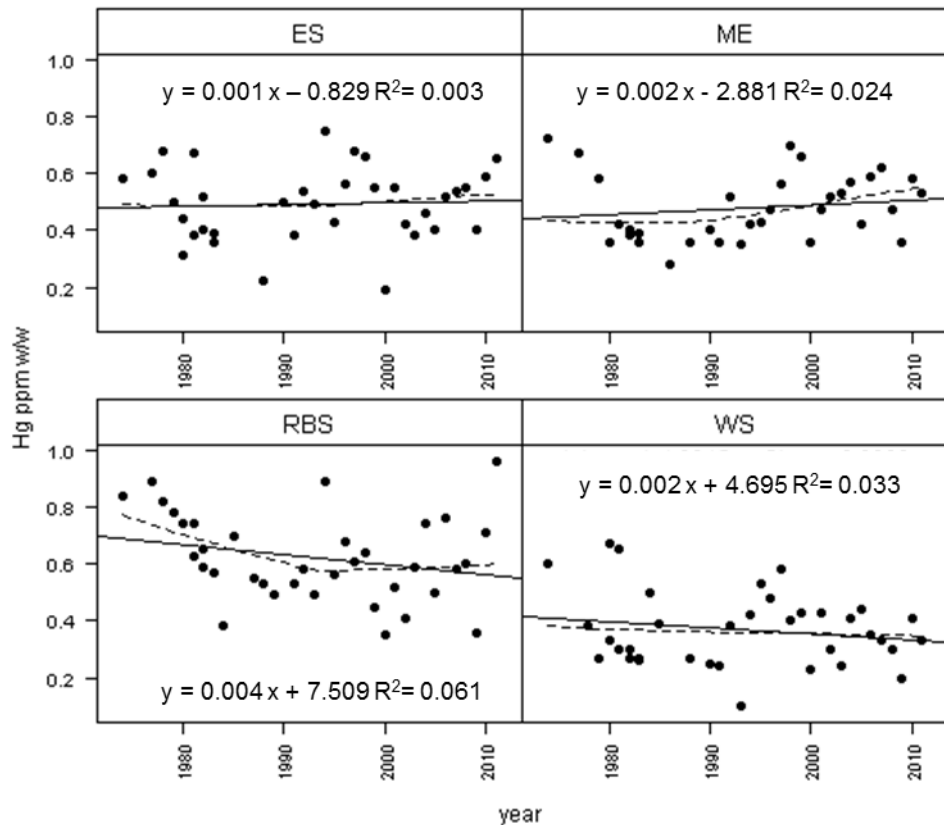 ES ME
1.0
y = 0.001 x – 0.829 R²= 0.003 y = 0.002 x - 2.881 R²= 0.024
0.8
0.6
0.4
0.2
1980 1990 2000 2010 1980 1990 2000 2010
Hg ppm w/w
RBS WS
1.0
y = 0.002 x + 4.695 R²= 0.033
0.8
0.6
0.4
0.2
y = 0.004 x + 7.509 R²= 0.061
1980 1990 2000 2010 1980 1990 2000 2010
year